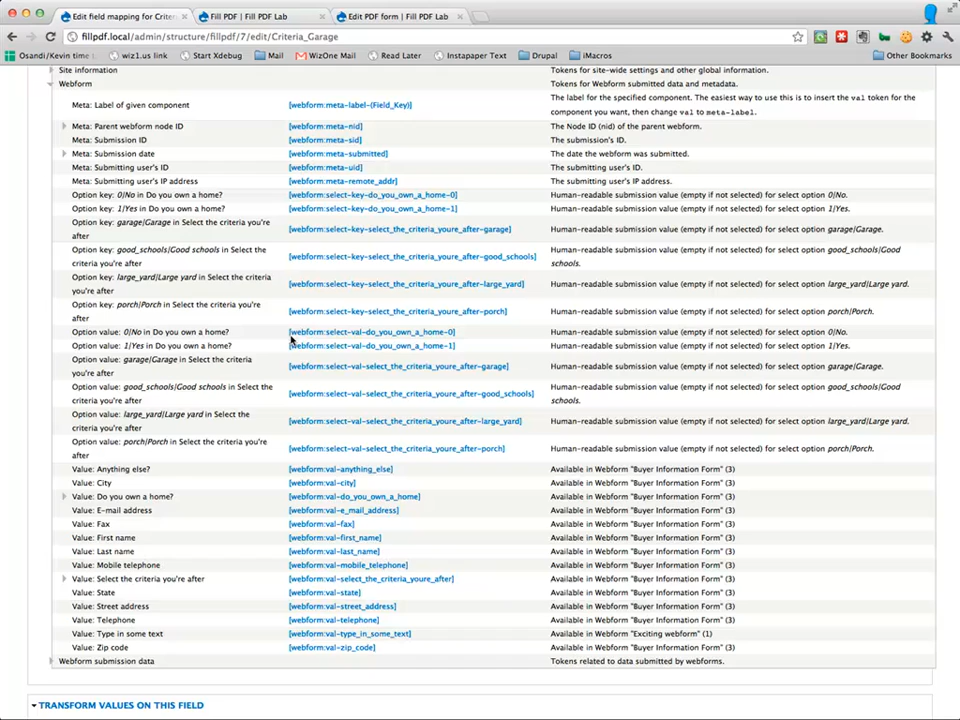 Edit field mapping for Criteria
Fill PDF | Fill PDF Lab
Edit PDF form | Fill PDF Lab
fillpdf.local/admin/structure/fillpdf/7/edit/Criteria_Garage
Osandi/Kevin time
wiz1.us link
Start Xdebug
Mail
WizOne Mail
Read Later
Instapaper Text
Drupal
iMacros
Other Bookmarks
Site information Tokens for site-wide settings and other global information.
Webform Tokens for Webform submitted data and metadata.
The label for the specified component. The easiest way to use this is to insert the val token for the
Meta: Label of given component [webform:meta-label-(Field_Key)]
component you want, then change val to meta-label.
Meta: Parent webform node ID [webform:meta-nid] The Node ID (nid) of the parent webform.
Meta: Submission ID [webform:meta-sid] The submission's ID.
Meta: Submission date [webform:meta-submitted] The date the webform was submitted.
Meta: Submitting user's ID [webform:meta-uid] The submitting user's ID.
Meta: Submitting user's IP address [webform:meta-remote_addr] The submitting user's IP address.
Option key: 0/No in Do you own a home? [webform:select-key-do_you_own_a_home-0] Human-readable submission value (empty if not selected) for select option 0/No.
Option key: 1/Yes in Do you own a home? [webform:select-key-do_you_own_a_home-1] Human-readable submission value (empty if not selected) for select option 1/Yes.
Option key: garage/Garage in Select the criteria you're
after
[webform:select-key-select_the_criteria_youre_after-garage] Human-readable submission value (empty if not selected) for select option garage/Garage.
Option key: good_schools/Good schools in Select the
criteria you're after
[webform:select-key-select_the_criteria_youre_after-good_schools] Human-readable submission value (empty if not selected) for select option good_schools/Good
schools.
Option key: large_yard/Large yard in Select the criteria
you're after
[webform:select-key-select_the_criteria_youre_after-large_yard] Human-readable submission value (empty if not selected) for select option large_yard/Large yard.
Option key: porch/Porch in Select the criteria you're
after
[webform:select-key-select_the_criteria_youre_after-porch] Human-readable submission value (empty if not selected) for select option porch/Porch.
Option value: 0/No in Do you own a home? [webform:select-val-do_you_own_a_home-0] Human-readable submission value (empty if not selected) for select option 0/No.
Option value: 1/Yes in Do you own a home? [webform:select-val-do_you_own_a_home-1] Human-readable submission value (empty if not selected) for select option 1/Yes.
Option value: garage/Garage in Select the criteria
you're after
[webform:select-val-select_the_criteria_youre_after-garage] Human-readable submission value (empty if not selected) for select option garage/Garage.
Option value: good_schools/Good schools in Select the
criteria you're after
[webform:select-val-select_the_criteria_youre_after-good_schools] Human-readable submission value (empty if not selected) for select option good_schools/Good
schools.
Option value: large_yard/Large yard in Select the
criteria you're after
[webform:select-val-select_the_criteria_youre_after-large_yard] Human-readable submission value (empty if not selected) for select option large_yard/Large yard.
Option value: porch/Porch in Select the criteria you're
after
[webform:select-val-select_the_criteria_youre_after-porch] Human-readable submission value (empty if not selected) for select option porch/Porch.
Value: Anything else? [webform:val-anything_else] Available in Webform "Buyer Information Form" (3)
Value: City [webform:val-city] Available in Webform "Buyer Information Form" (3)
Value: Do you own a home? [webform:val-do_you_own_a_home] Available in Webform "Buyer Information Form" (3)
Value: E-mail address [webform:val-e_mail_address] Available in Webform "Buyer Information Form" (3)
Value: Fax [webform:val-fax] Available in Webform "Buyer Information Form" (3)
Value: First name [webform:val-first_name] Available in Webform "Buyer Information Form" (3)
Value: Last name [webform:val-last_name] Available in Webform "Buyer Information Form" (3)
Value: Mobile telephone [webform:val-mobile_telephone] Available in Webform "Buyer Information Form" (3)
Value: Select the criteria you're after [webform:val-select_the_criteria_youre_after] Available in Webform "Buyer Information Form" (3)
Value: State [webform:val-state] Available in Webform "Buyer Information Form" (3)
Value: Street address [webform:val-street_address] Available in Webform "Buyer Information Form" (3)
Value: Telephone [webform:val-telephone] Available in Webform "Buyer Information Form" (3)
Value: Type in some text [webform:val-type_in_some_text] Available in Webform "Exciting webform" (1)
Value: Zip code [webform:val-zip_code] Available in Webform "Buyer Information Form" (3)
Webform submission data Tokens related to data submitted by webforms.
TRANSFORM VALUES ON THIS FIELD